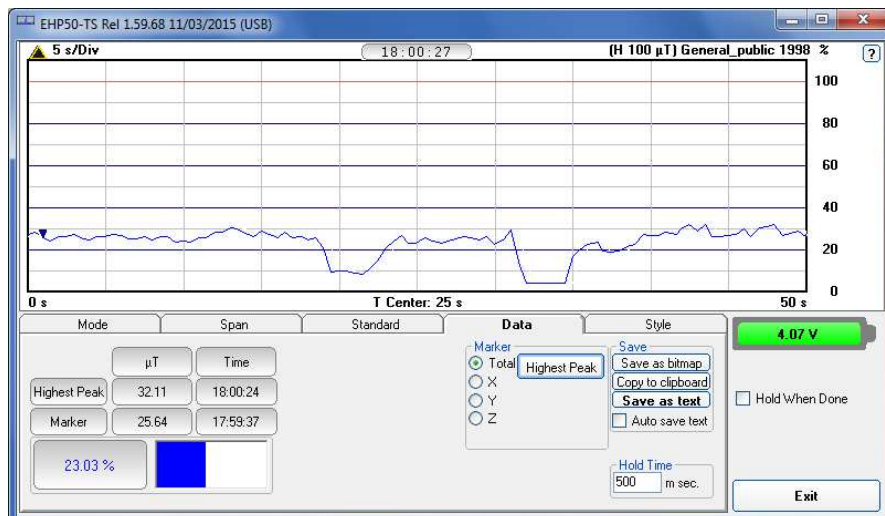 EHP50-TS Rel 1.59.68 11/03/2015 (USB)
5 s/Div
18:00:27
(H 100 µT) General_public 1998 %
?
100
80
60
40
20
0
0 s
T Center: 25 s
50 s
Mode
Span
Standard
Data
Style
4.07 V
µT
Time
Highest Peak
32.11
18:00:24
Marker
25.64
17:59:37
23.03 %
Marker
Total
Highest Peak
X
Y
Z
Save
Save as bitmap
Copy to clipboard
Save as text
Auto save text
Hold Time
500 m sec.
Hold When Done
Exit